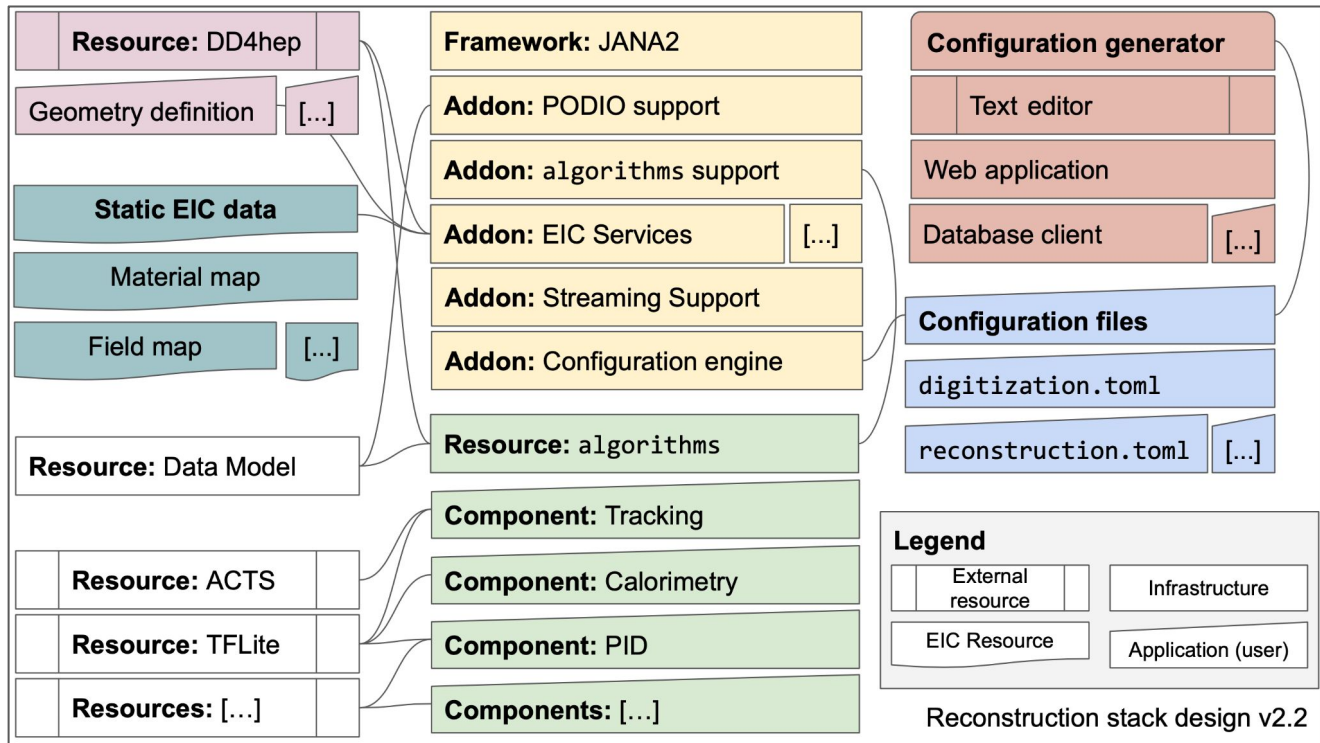 Resource: DD4hep
Geometry definition
[...]
Static EIC data
Material map
Field map
[...]
Resource: Data Model
Resource: ACTS
Resource: TFLite
Resources: [...]
Framework: JANA2
Addon: PODIO support
Addon: algorithms support
Addon: EIC Services
[...]
Addon: Streaming Support
Addon: Configuration engine
Resource: algorithms
Component: Tracking
Component: Calorimetry
Component: PID
Components: [...]
Configuration generator
Text editor
Web application
Database client
[...]
Configuration files
digitization.toml
reconstruction.toml
[...]
Legend
External
resource
Infrastructure
EIC Resource
Application (user)
Reconstruction stack design v2.2